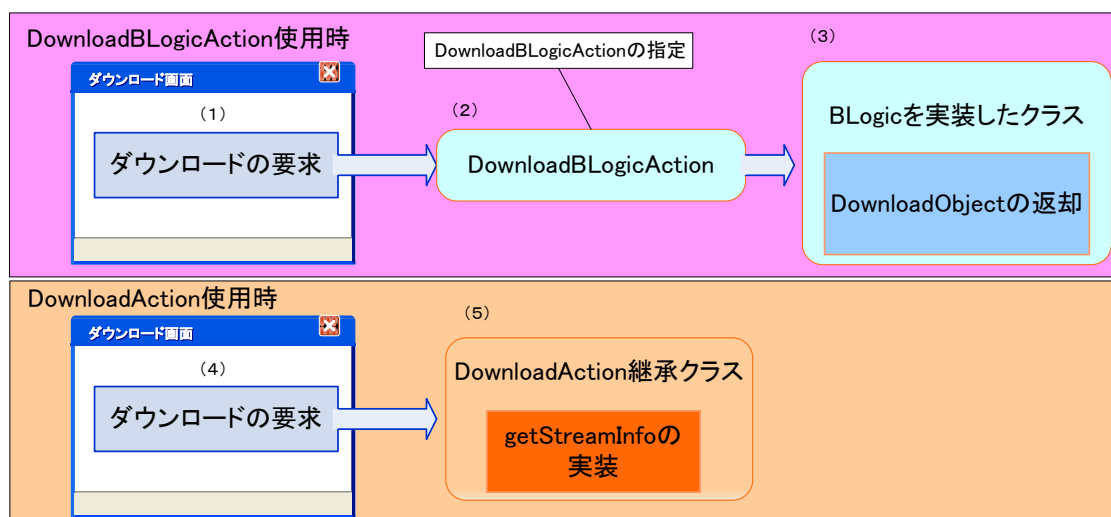 DownloadBLogicAction使用時
ダウンロード画面
（１）
ダウンロードの要求
DownloadBLogicActionの指定
（２）
DownloadBLogicAction
（３）
BLogicを実装したクラス
DownloadObjectの返却
DownloadAction使用時
ダウンロード画面
（４）
ダウンロードの要求
（５）
DownloadAction継承クラス
getStreamInfoの
実装